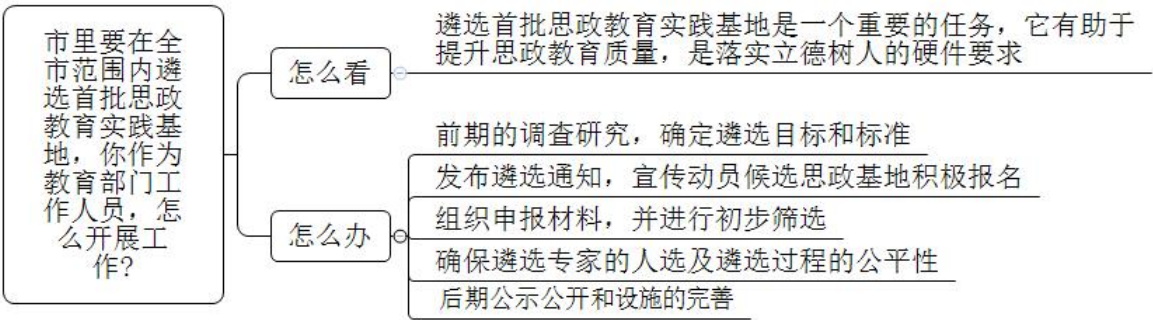 市里要在全
市范围内遴
选首批思政
教育实践基
地，你作为
教育部门工
作人员，怎
么开展工
作?
怎么看
遴选首批思政教育实践基地是一个重要的任务，它有助于
提升思政教育质量，是落实立德树人的硬件要求
怎么办
前期的调查研究，确定遴选目标和标准
发布遴选通知，宣传动员候选思政基地积极报名
组织申报材料，并进行初步筛选
确保遴选专家的人选及遴选过程的公平性
后期公示公开和设施的完善